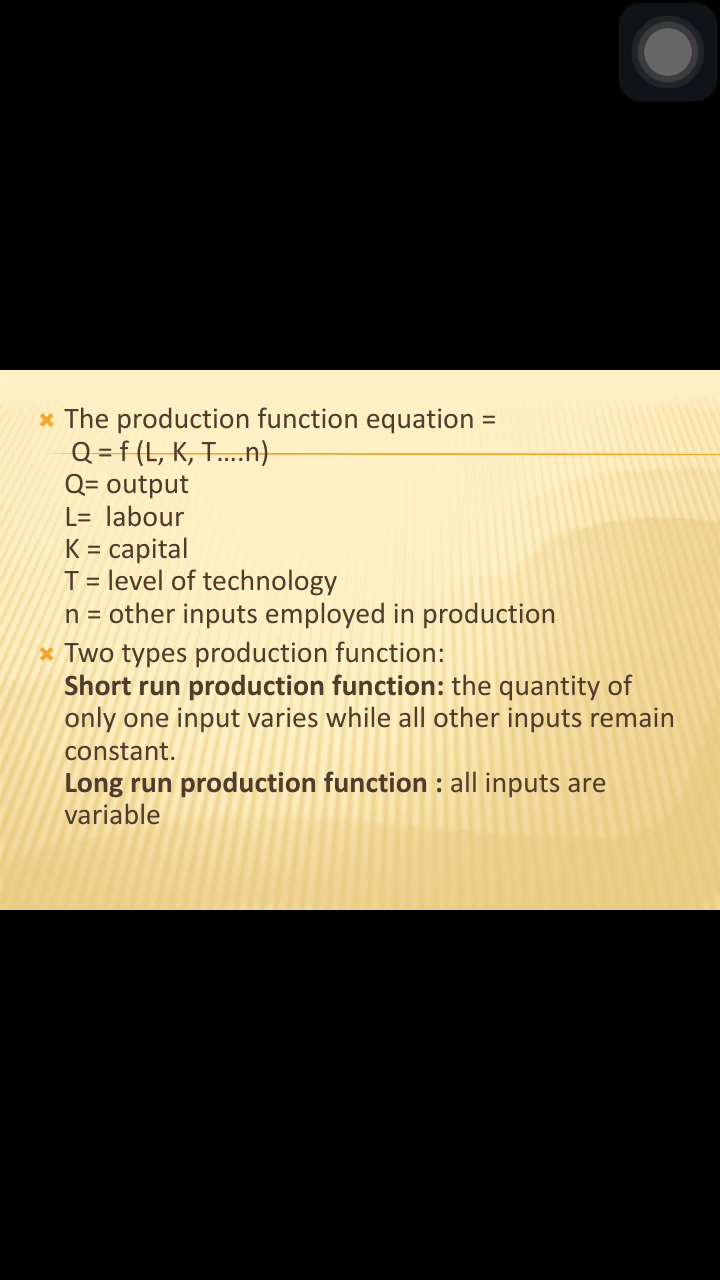 The production function equation =
Q = f (L, K, T....n)
Q= output
L=  labour
K = capital
T = level of technology
n = other inputs employed in production
Two types production function:
Short run production function: the quantity of
only one input varies while all other inputs remain
constant.
Long run production function : all inputs are
variable